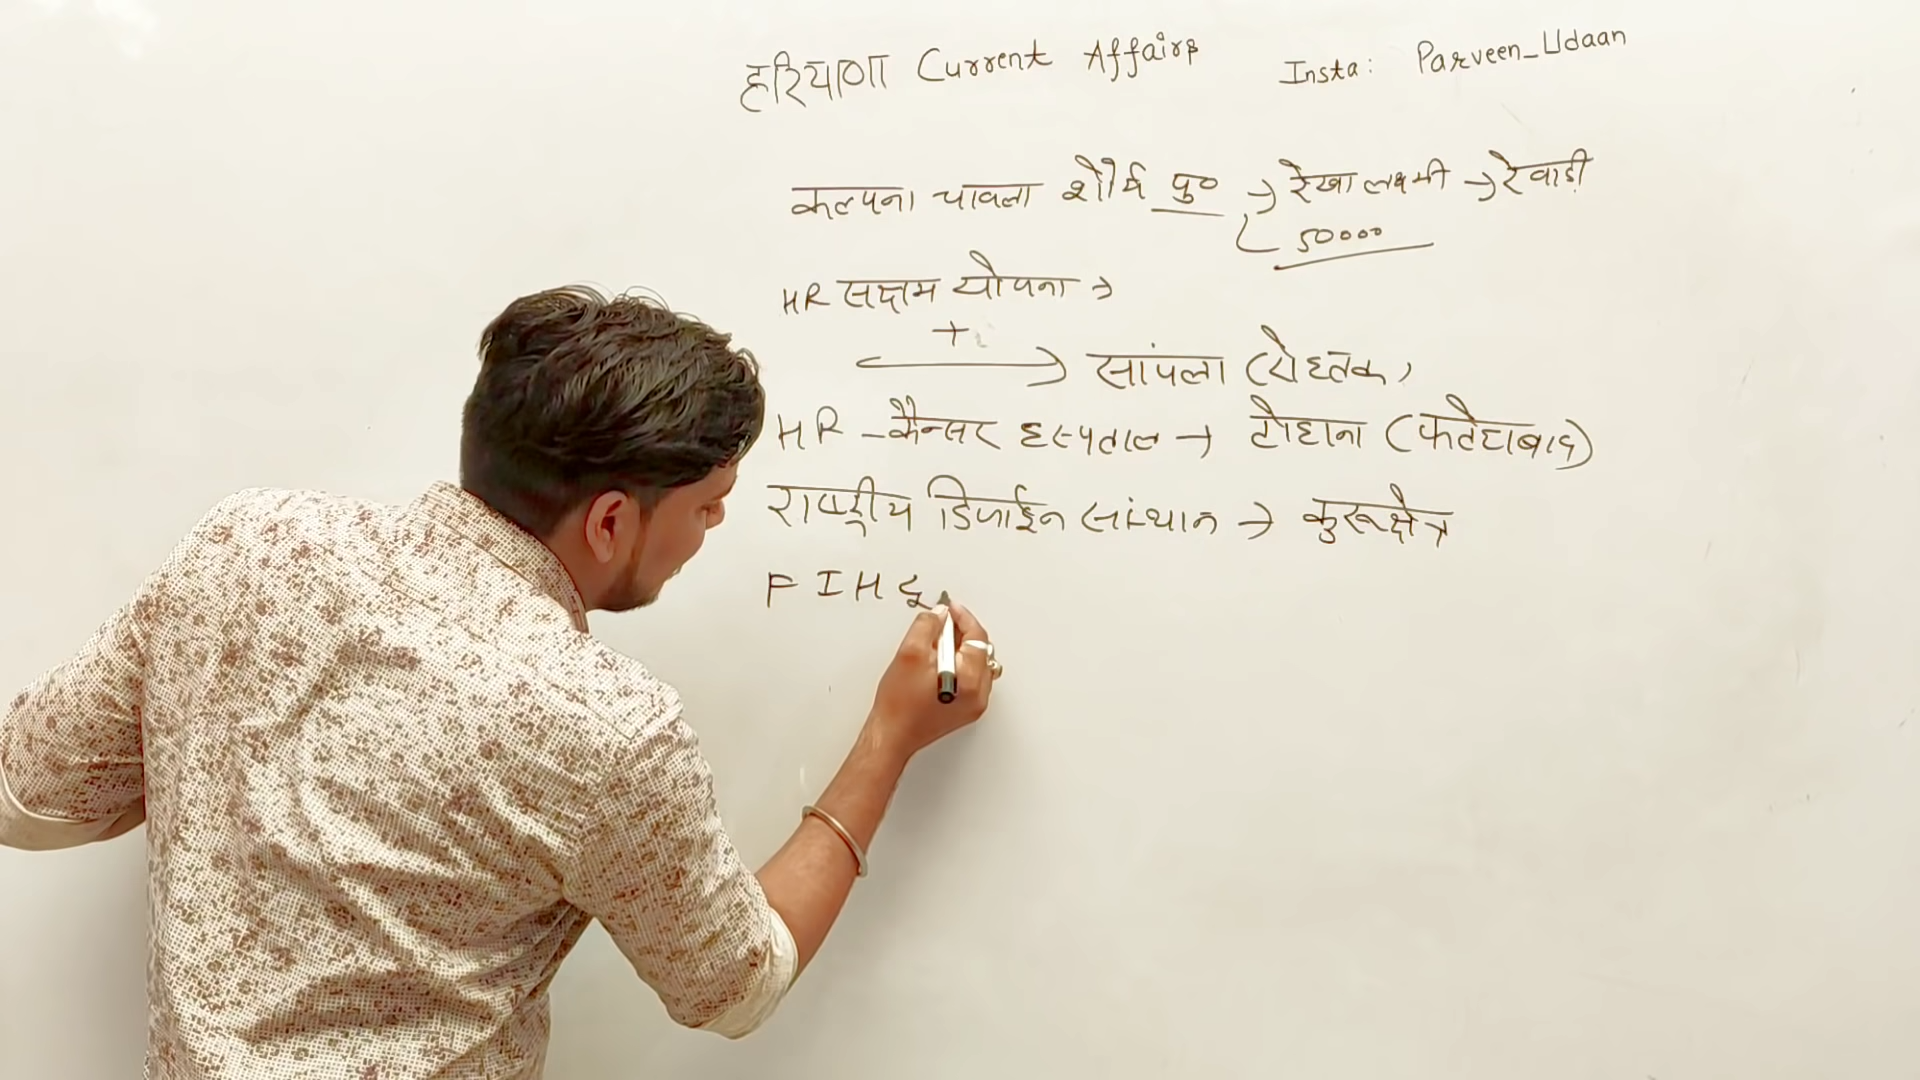 हरियाणा Current Affairs Insta: Parveen_Udaan
कल्पना चावला शौर्य पु० → रेखा लक्ष्मी → रेवाड़ी
50000
HR सक्षम योजना →
+
→ सांपला (रोहतक)
HR - कैन्सर हस्पताल → टोहाना (फतेहाबाद)
राष्ट्रीय डिजाईन संस्थान → कुरूक्षेत्र
FIH